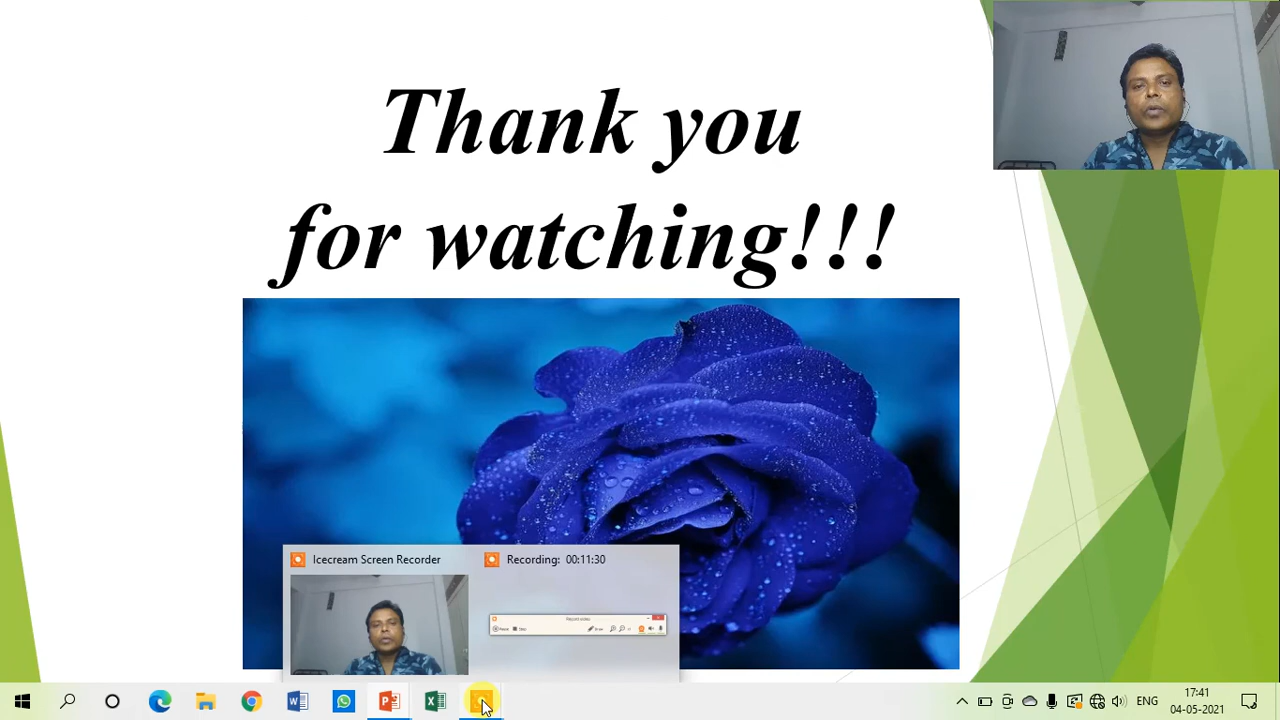 Thank you
for watching!!!
Icecream Screen Recorder
Recording: 00:11:30
ENG
17:41
04-05-2021